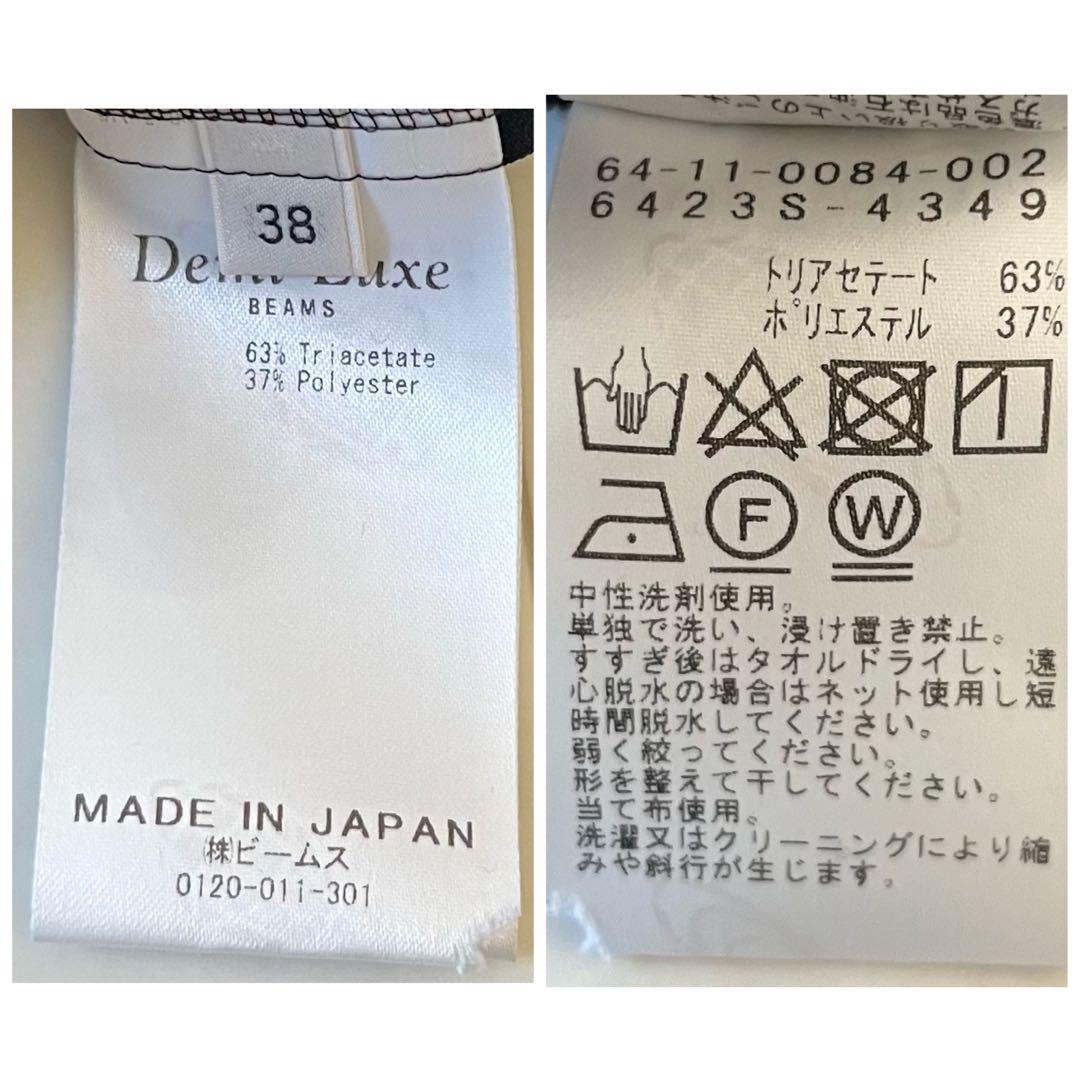 38
Demi-Luxe
BEAMS
63% Triacetate
37% Polyester
MADE IN JAPAN
㈱ビームス
0120-011-301
64-11-0084-002
6423S-4349
トリアセテート 63%
ポリエステル 37%
F W
中性洗剤使用。
単独で洗い、浸け置き禁止。
すすぎ後はタオルドライし、遠
心脱水の場合はネット使用し短
時間脱水してください。
弱く絞ってください。
形を整えて干してください。
当て布使用。
洗濯又はクリーニングにより縮
みや斜行が生じます。